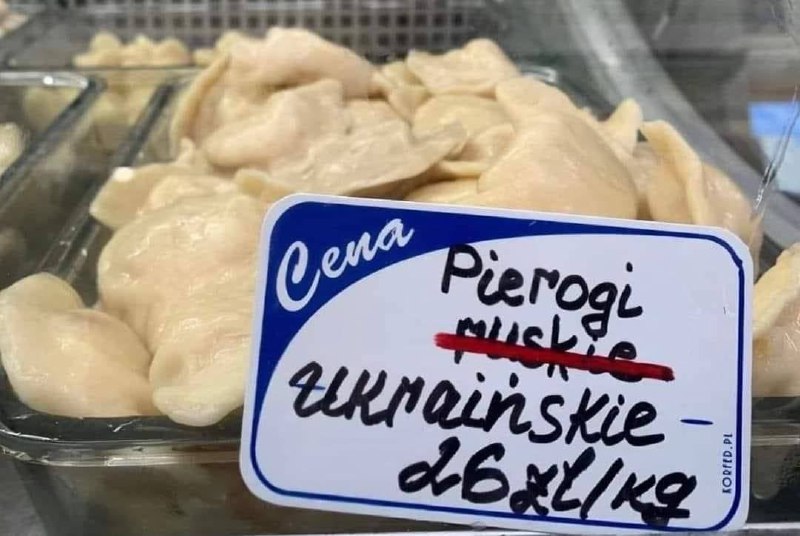 Cena
Pierogi
ruskie
ukraińskie -
26 zł/kg
KORFED.PL